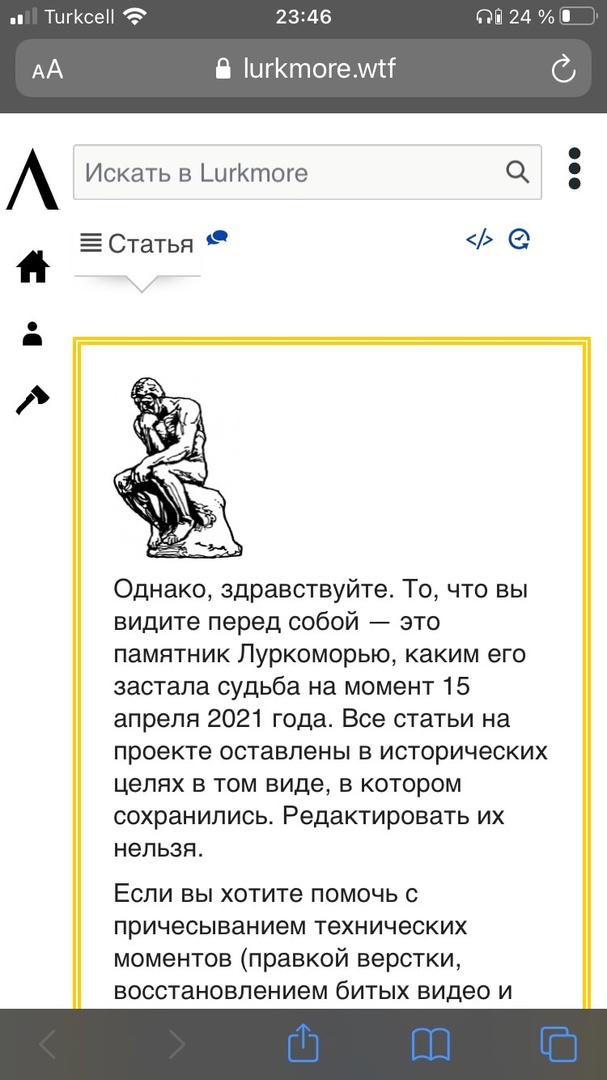 Turkcell 23:46 24 %
AA lurkmore.wtf
Искать в Lurkmore
Статья </>
Однако, здравствуйте. То, что вы
видите перед собой — это
памятник Луркоморью, каким его
застала судьба на момент 15
апреля 2021 года. Все статьи на
проекте оставлены в исторических
целях в том виде, в котором
сохранились. Редактировать их
нельзя.
Если вы хотите помочь с
причесыванием технических
моментов (правкой верстки,
восстановлением битых видео и